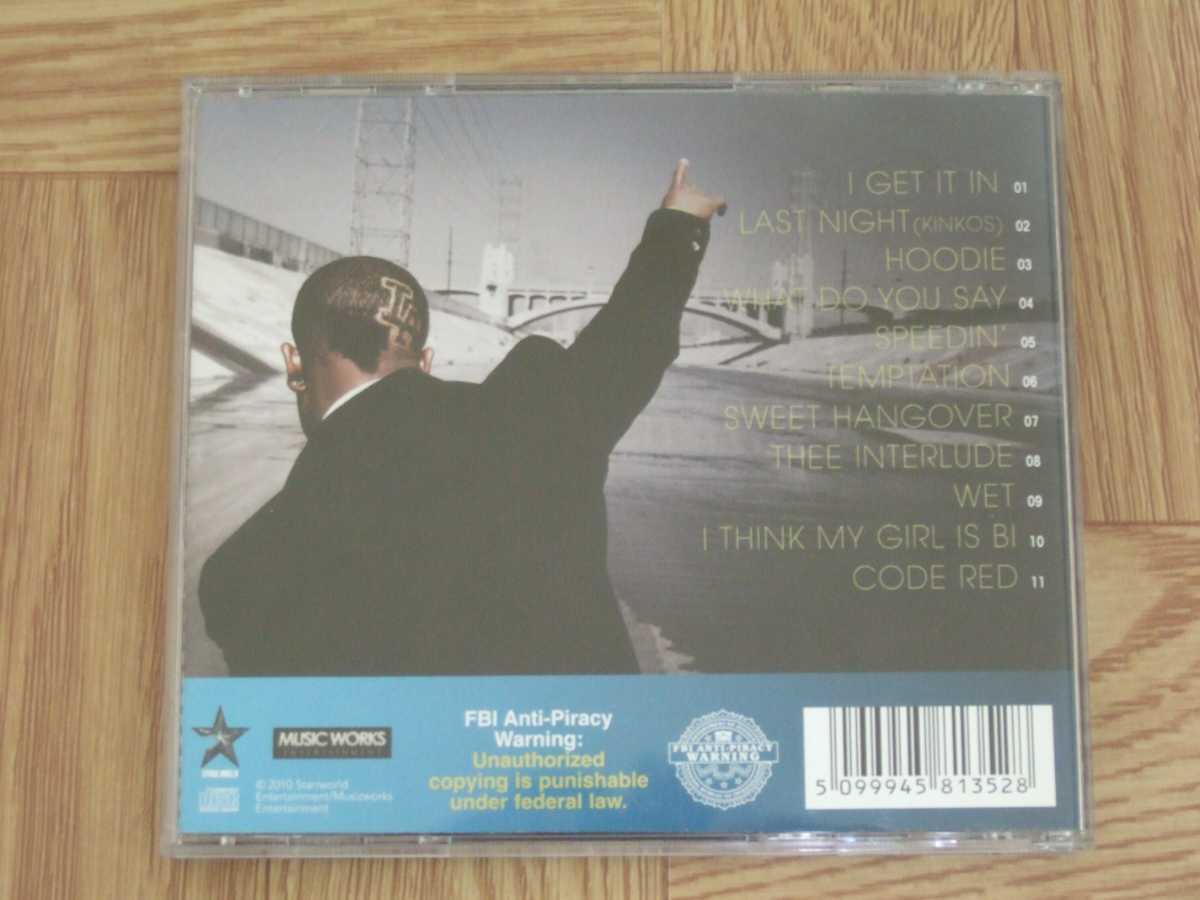 LA
I GET IT IN 01
LAST NIGHT (KINKOS) 02
HOODIE 03
WHAT DO YOU SAY 04
SPEEDIN' 05
TEMPTATION 06
SWEET HANGOVER 07
THEE INTERLUDE 08
WET 09
I THINK MY GIRL IS BI 10
CODE RED 11
MUSIC WORKS
ENTERTAINMENT
© 2010 Starrworld
Entertainment/Musicworks
Entertainment
FBI Anti-Piracy
Warning:
Unauthorized
copying is punishable
under federal law.
FBI ANTI-PIRACY
WARNING
5 099945 813528